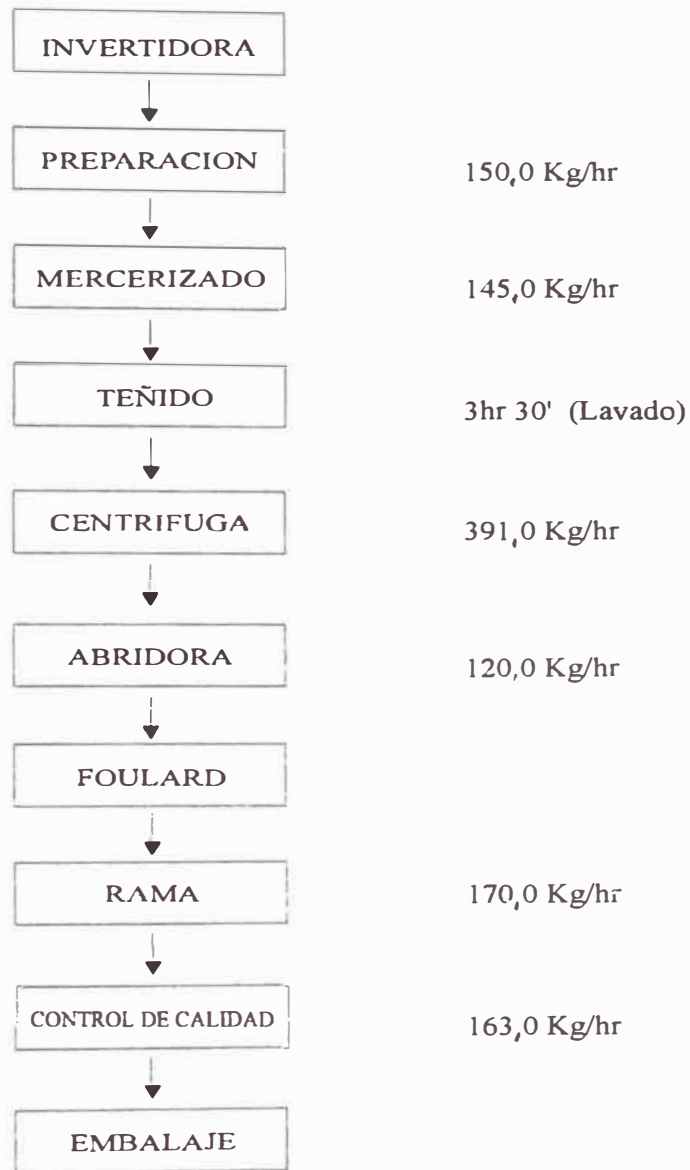 INVERTIDORA
PREPARACION 150,0 Kg/hr
MERCERIZADO 145,0 Kg/hr
TEÑIDO 3hr 30' (Lavado)
CENTRIFUGA 391,0 Kg/hr
ABRIDORA 120,0 Kg/hr
FOULARD
RAMA 170,0 Kg/hr
CONTROL DE CALIDAD 163,0 Kg/hr
EMBALAJE